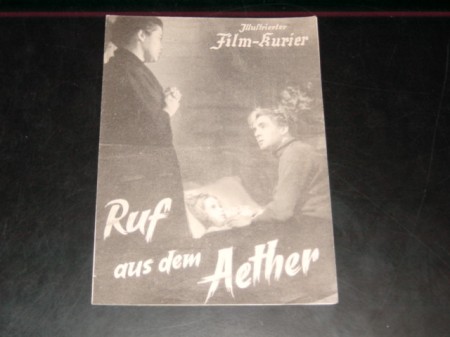 Illustrierter
Film-Kurier
Ruf
aus dem
Aether